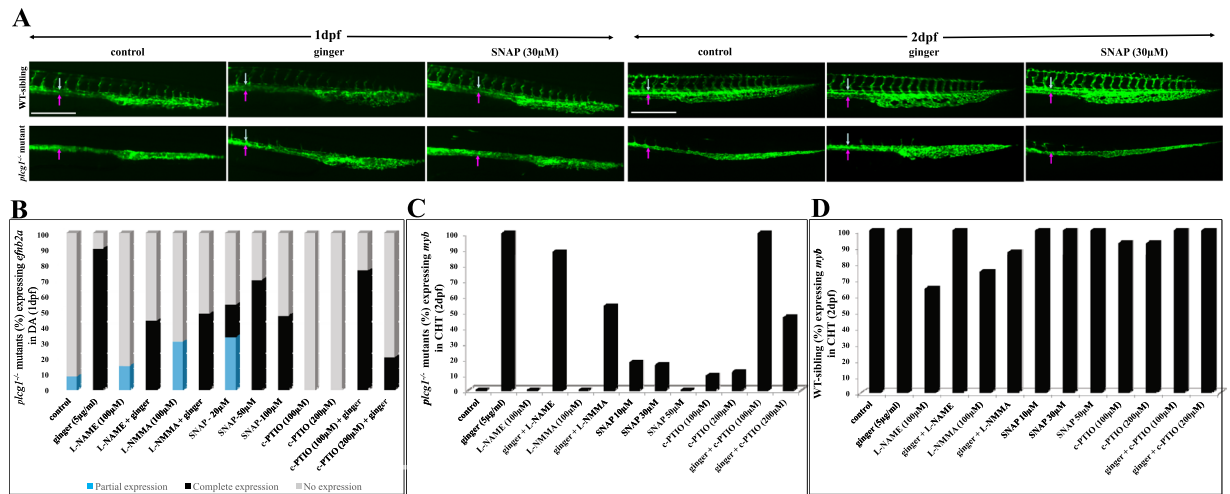 A
1dpf
2dpf
control
ginger
SNAP (30µM)
control
ginger
SNAP (30µM)
WT-sibling
plcg1-/- mutant
B
plcg1-/- mutants (%) expressing efnb2a
in DA (1dpf)
100
90
80
70
60
50
40
30
20
10
0
control
ginger (5µg/ml)
L-NAME (100µM)
L-NAME + ginger
L-NMMA (100µM)
L-NMMA + ginger
SNAP-20µM
SNAP-50µM
SNAP-100µM
c-PTIO (100µM)
c-PTIO (200µM)
c-PTIO (100µM) + ginger
c-PTIO (200µM) + ginger
Partial expression
Complete expression
No expression
C
plcg1-/- mutants (%) expressing myb
in CHT (2dpf)
100
90
80
70
60
50
40
30
20
10
0
control
ginger (5µg/ml)
L-NAME (100µM)
ginger + L-NAME
L-NMMA (100µM)
ginger + L-NMMA
SNAP 10µM
SNAP 30µM
SNAP 50µM
c-PTIO (100µM)
c-PTIO (200µM)
ginger + c-PTIO (100µM)
ginger + c-PTIO (200µM)
D
WT-sibling (%) expressing myb
in CHT (2dpf)
100
90
80
70
60
50
40
30
20
10
0
control
ginger (5µg/ml)
L-NAME (100µM)
ginger + L-NAME
L-NMMA (100µM)
ginger + L-NMMA
SNAP 10µM
SNAP 30µM
SNAP 50µM
c-PTIO (100µM)
c-PTIO (200µM)
ginger + c-PTIO (100µM)
ginger + c-PTIO (200µM)